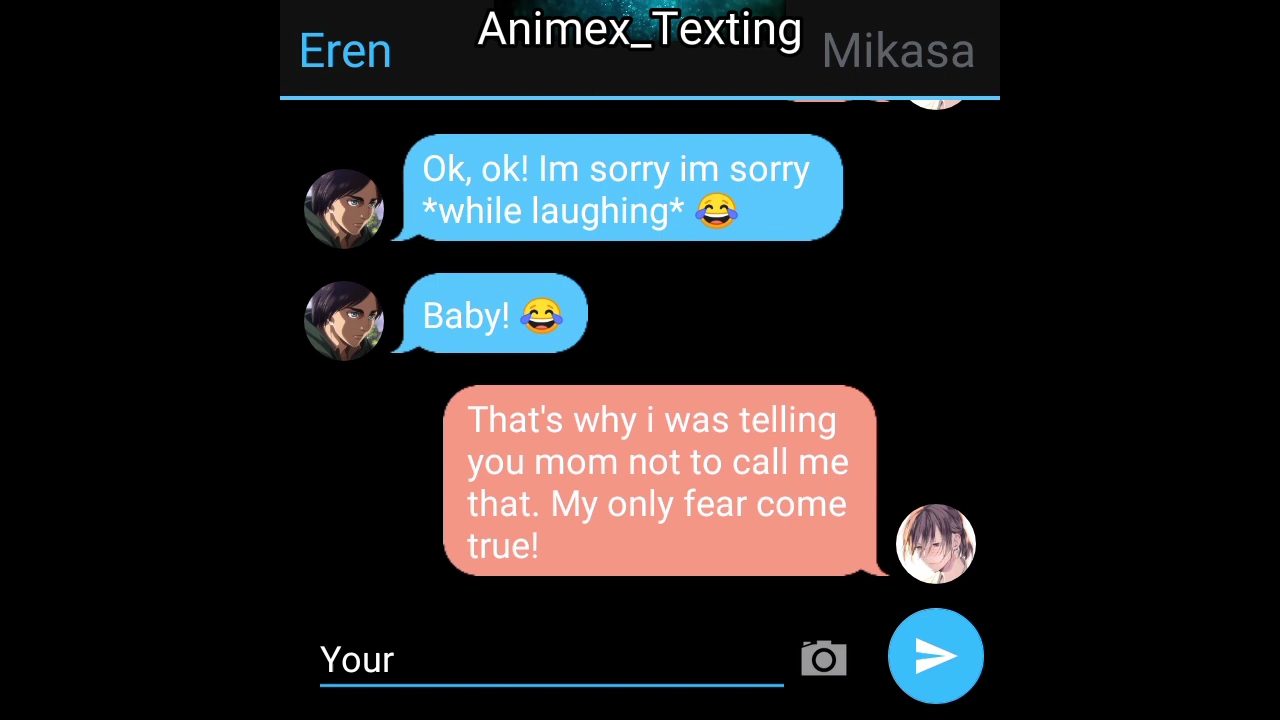 Animex_Texting
Eren
Mikasa
Ok, ok! Im sorry im sorry
*while laughing* 😂
Baby! 😂
That's why i was telling
you mom not to call me
that. My only fear come
true!
Your